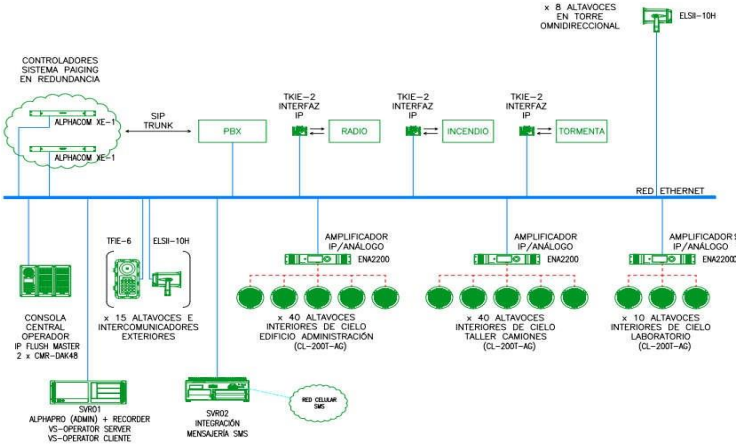 x 8 ALTAVOCES
EN TORRE
OMNIDIRECCIONAL
ELSII-10H
CONTROLADORES
SISTEMA PAIGING
EN REDUNDANCIA
ALPHACOM XE-1
ALPHACOM XE-1
SIP
TRUNK
PBX
TKIE-2
INTERFAZ
IP
RADIO
TKIE-2
INTERFAZ
IP
INCENDIO
TKIE-2
INTERFAZ
IP
TORMENTA
RED ETHERNET
TFIE-6
ELSII-10H
x 15 ALTAVOCES E
INTERCOMUNICADORES
EXTERIORES
AMPLIFICADOR
IP/ANÁLOGO
ENA2200
x 40 ALTAVOCES
INTERIORES DE CIELO
EDIFICIO ADMINISTRACIÓN
(CL-200T-AG)
AMPLIFICADOR
IP/ANÁLOGO
ENA2200
x 40 ALTAVOCES
INTERIORES DE CIELO
TALLER CAMIONES
(CL-200T-AG)
AMPLIFICADOR
IP/ANÁLOGO
ENA2200
x 10 ALTAVOCES
INTERIORES DE CIELO
LABORATORIO
(CL-200T-AG)
CONSOLA
CENTRAL
OPERADOR
IP FLUSH MASTER
2 x CMR-DAK48
SVR01
ALPHAPRO (ADMIN) + RECORDER
VS-OPERATOR SERVER
VS-OPERATOR CLIENTE
SVR02
INTEGRACIÓN
MENSAJERÍA SMS
RED CELULAR
SMS